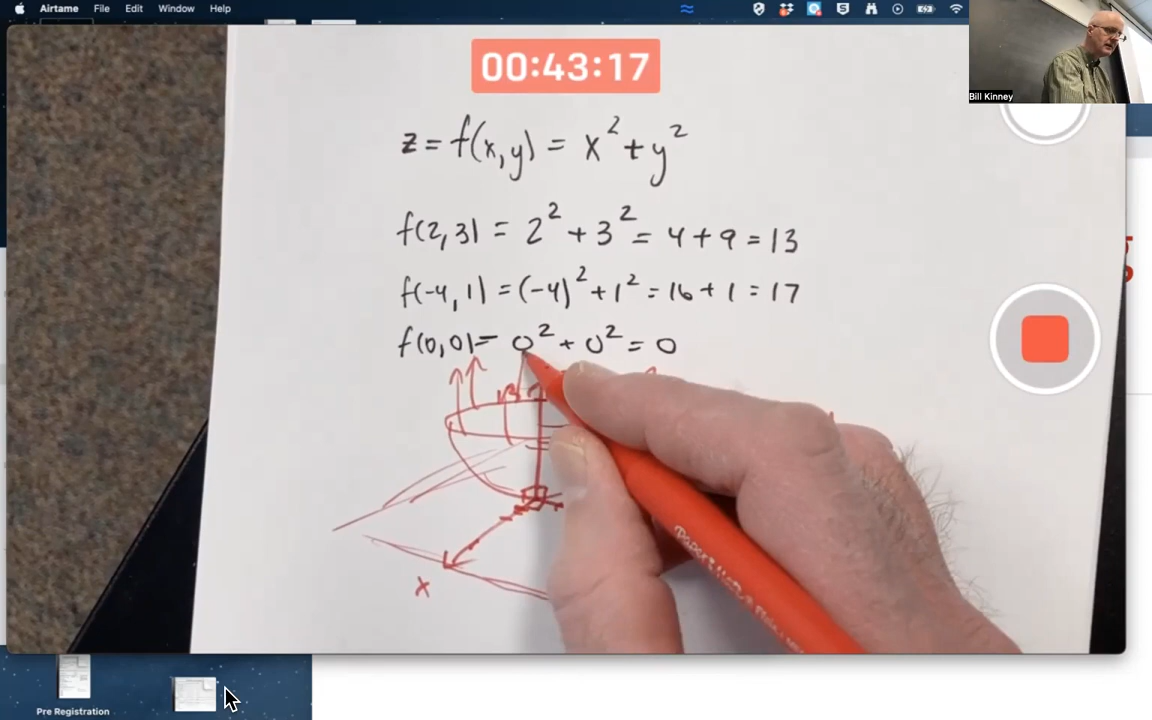 Airtame File Edit Window Help
Bill Kinney
00:43:17
z = f(x,y) = x² + y²
f(2,3) = 2² + 3² = 4 + 9 = 13
f(-4,1) = (-4)² + 1² = 16 + 1 = 17
f(0,0) = 0² + 0² = 0
13
x
Pre Registration